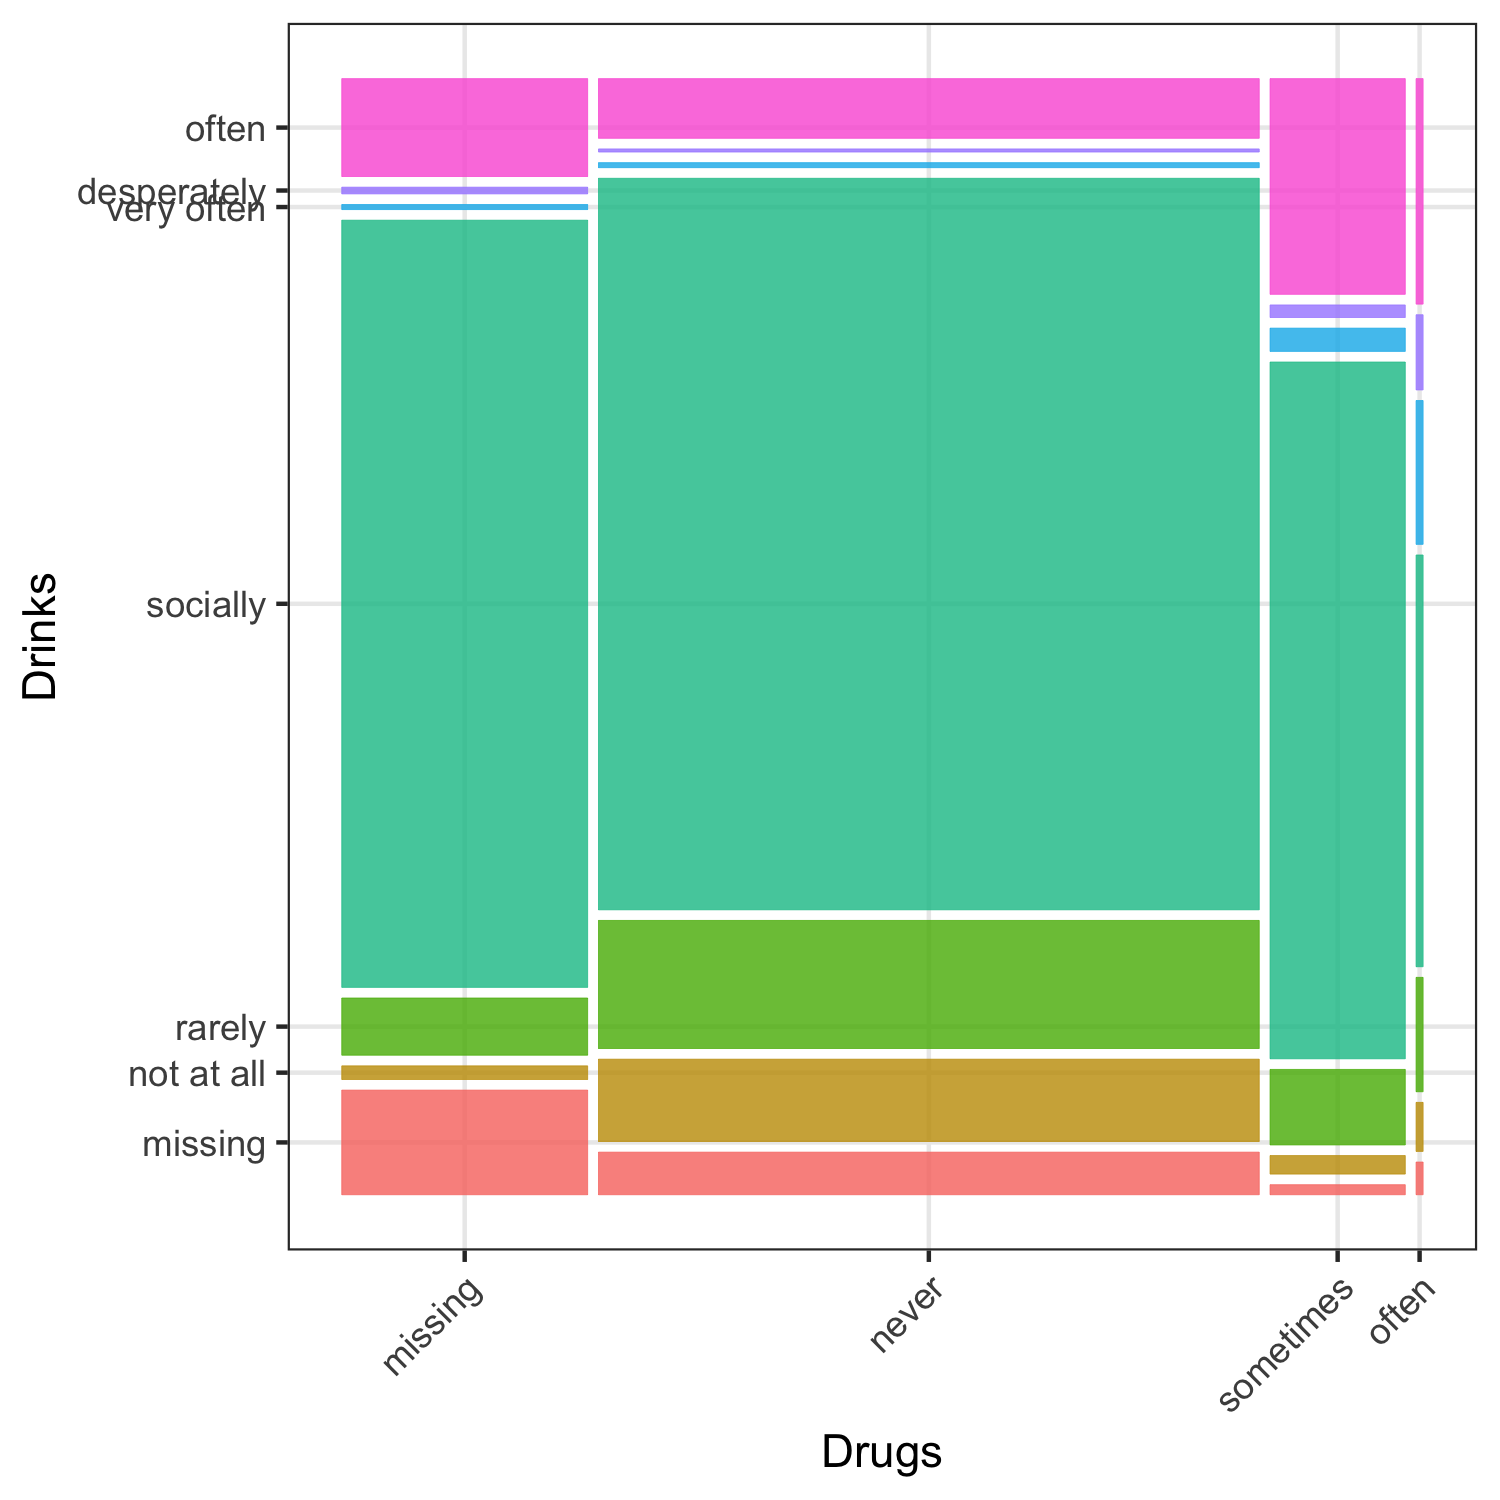 often
desperately
very often
socially
rarely
not at all
missing
Drinks
missing
never
sometimes
often
Drugs